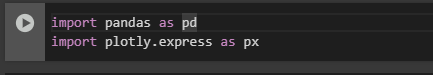 import pandas as pd
import plotly.express as px